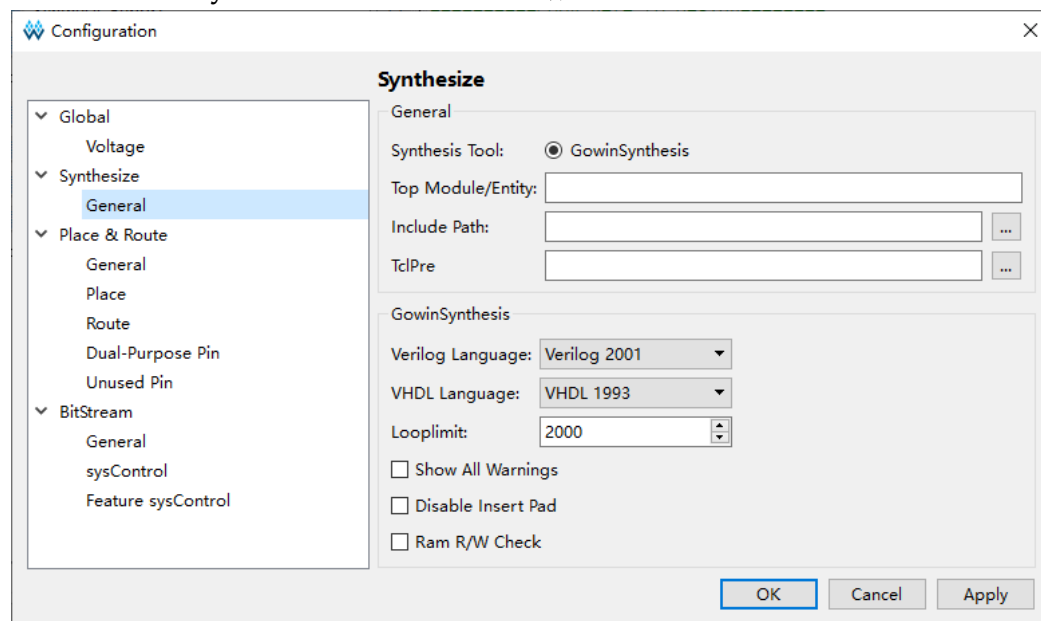 Configuration
Global
Voltage
Synthesize
General
Place & Route
General
Place
Route
Dual-Purpose Pin
Unused Pin
BitStream
General
sysControl
Feature sysControl
Synthesize
General
Synthesis Tool: GowinSynthesis
Top Module/Entity:
Include Path: ...
TclPre ...
GowinSynthesis
Verilog Language: Verilog 2001
VHDL Language: VHDL 1993
Looplimit: 2000
Show All Warnings
Disable Insert Pad
Ram R/W Check
OK Cancel Apply